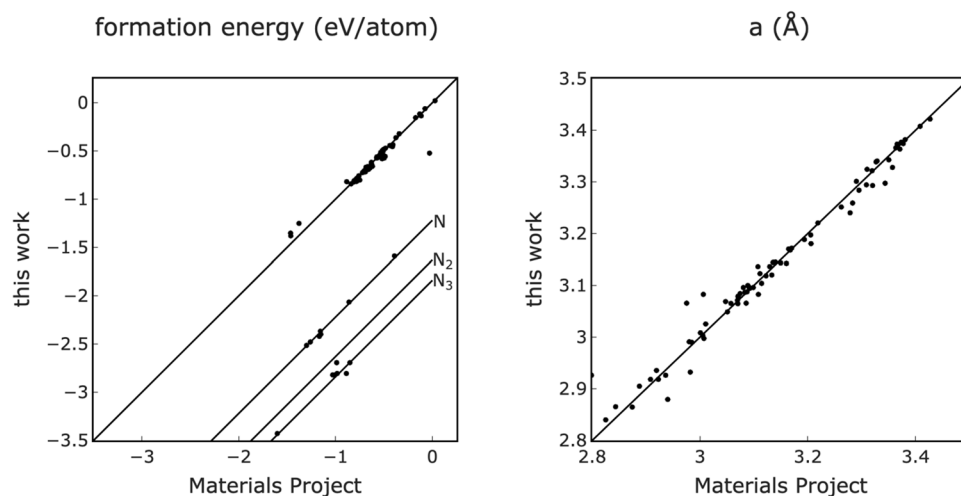 formation energy (eV/atom)
a (Å)
0
−0.5
−1
−1.5
−2
−2.5
−3
−3.5
this work
N
N2
N3
−3
−2
−1
0
Materials Project
3.5
3.4
3.3
3.2
3.1
3
2.9
2.8
this work
2.8
3
3.2
3.4
Materials Project